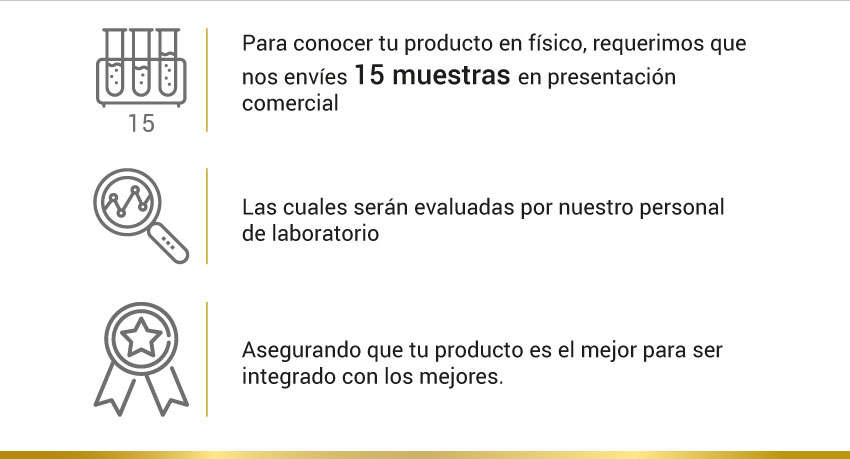 Para conocer tu producto en físico, requerimos que
nos envíes 15 muestras en presentación
comercial
15
Las cuales serán evaluadas por nuestro personal
de laboratorio
Asegurando que tu producto es el mejor para ser
integrado con los mejores.